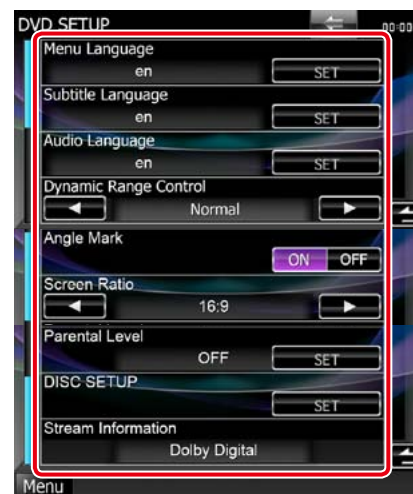 DVD SETUP
00:00
Menu Language
en SET
Subtitle Language
en SET
Audio Language
en SET
Dynamic Range Control
Normal
Angle Mark
ON OFF
Screen Ratio
16:9
Parental Level
OFF SET
DISC SETUP
SET
Stream Information
Dolby Digital
Menu